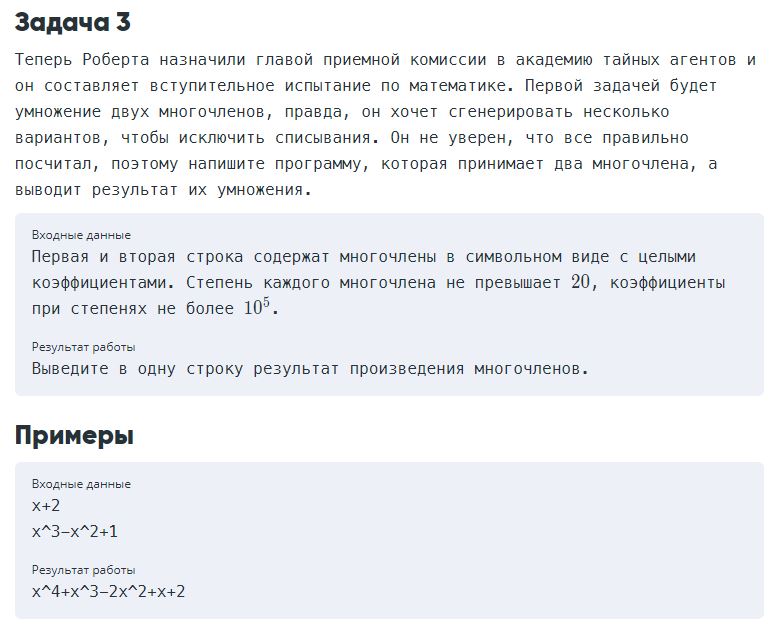 Задача 3
Теперь Роберта назначили главой приемной комиссии в академию тайных агентов и
он составляет вступительное испытание по математике. Первой задачей будет
умножение двух многочленов, правда, он хочет сгенерировать несколько
вариантов, чтобы исключить списывания. Он не уверен, что все правильно
посчитал, поэтому напишите программу, которая принимает два многочлена, а
выводит результат их умножения.
Входные данные
Первая и вторая строка содержат многочлены в символьном виде с целыми
коэффициентами. Степень каждого многочлена не превышает 20, коэффициенты
при степенях не более 10^5.
Результат работы
Выведите в одну строку результат произведения многочленов.
Примеры
Входные данные
x+2
x^3-x^2+1
Результат работы
x^4+x^3-2x^2+x+2